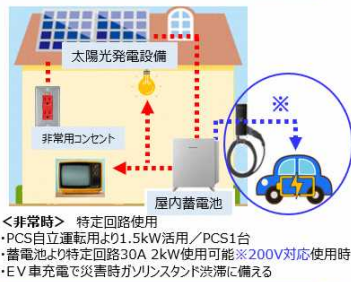 太陽光発電設備
※
非常用コンセント
屋内蓄電池
<非常時> 特定回路使用
・PCS自立運転用より1.5kW活用/PCS1台
・蓄電池より特定回路30A 2kW使用可能※200V対応使用時
・EV車充電で災害時ガソリンスタンド渋滞に備える